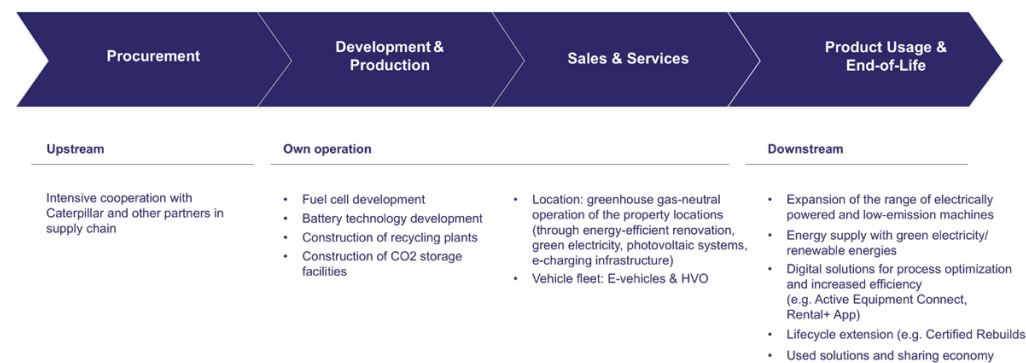 Procurement
Development &
Production
Sales & Services
Product Usage &
End-of-Life
Upstream
Intensive cooperation with
Caterpillar and other partners in
supply chain
Own operation
• Fuel cell development
• Battery technology development
• Construction of recycling plants
• Construction of CO2 storage
facilities
• Location: greenhouse gas-neutral
operation of the property locations
(through energy-efficient renovation,
green electricity, photovoltaic systems,
e-charging infrastructure)
• Vehicle fleet: E-vehicles & HVO
Downstream
• Expansion of the range of electrically
powered and low-emission machines
• Energy supply with green electricity/
renewable energies
• Digital solutions for process optimization
and increased efficiency
(e.g. Active Equipment Connect,
Rental+ App)
• Lifecycle extension (e.g. Certified Rebuilds
• Used solutions and sharing economy